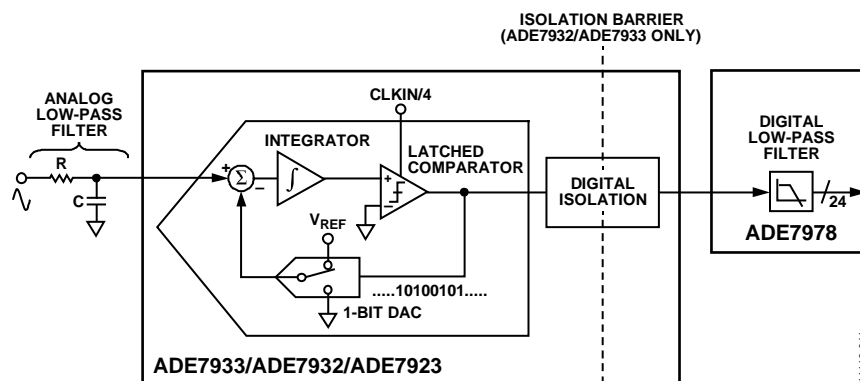 ISOLATION BARRIER
(ADE7932/ADE7933 ONLY)
ANALOG
LOW-PASS
FILTER
R
C
CLKIN/4
INTEGRATOR
LATCHED
COMPARATOR
+
Σ
−
∫
+
−
VREF
.....10100101.....
1-BIT DAC
DIGITAL
ISOLATION
DIGITAL
LOW-PASS
FILTER
24
ADE7978
ADE7933/ADE7932/ADE7923